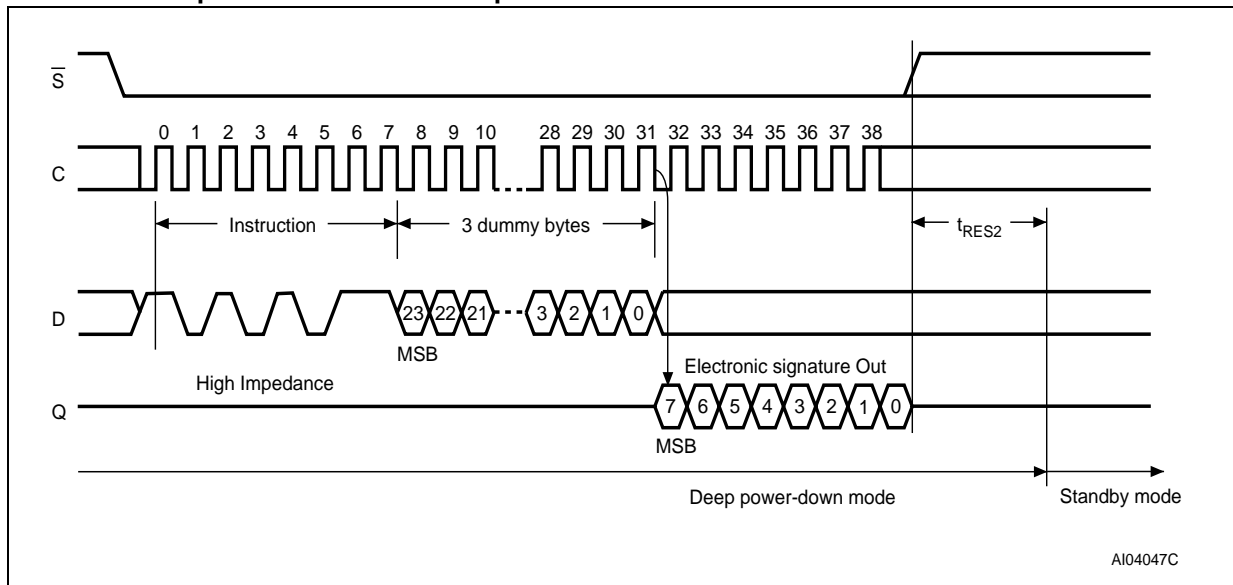 S
0 1 2 3 4 5 6 7 8 9 10 28 29 30 31 32 33 34 35 36 37 38
C
Instruction 3 dummy bytes tRES2
D
23 22 21 3 2 1 0
MSB
High Impedance
Electronic signature Out
Q
7 6 5 4 3 2 1 0
MSB
Deep power-down mode Standby mode
AI04047C